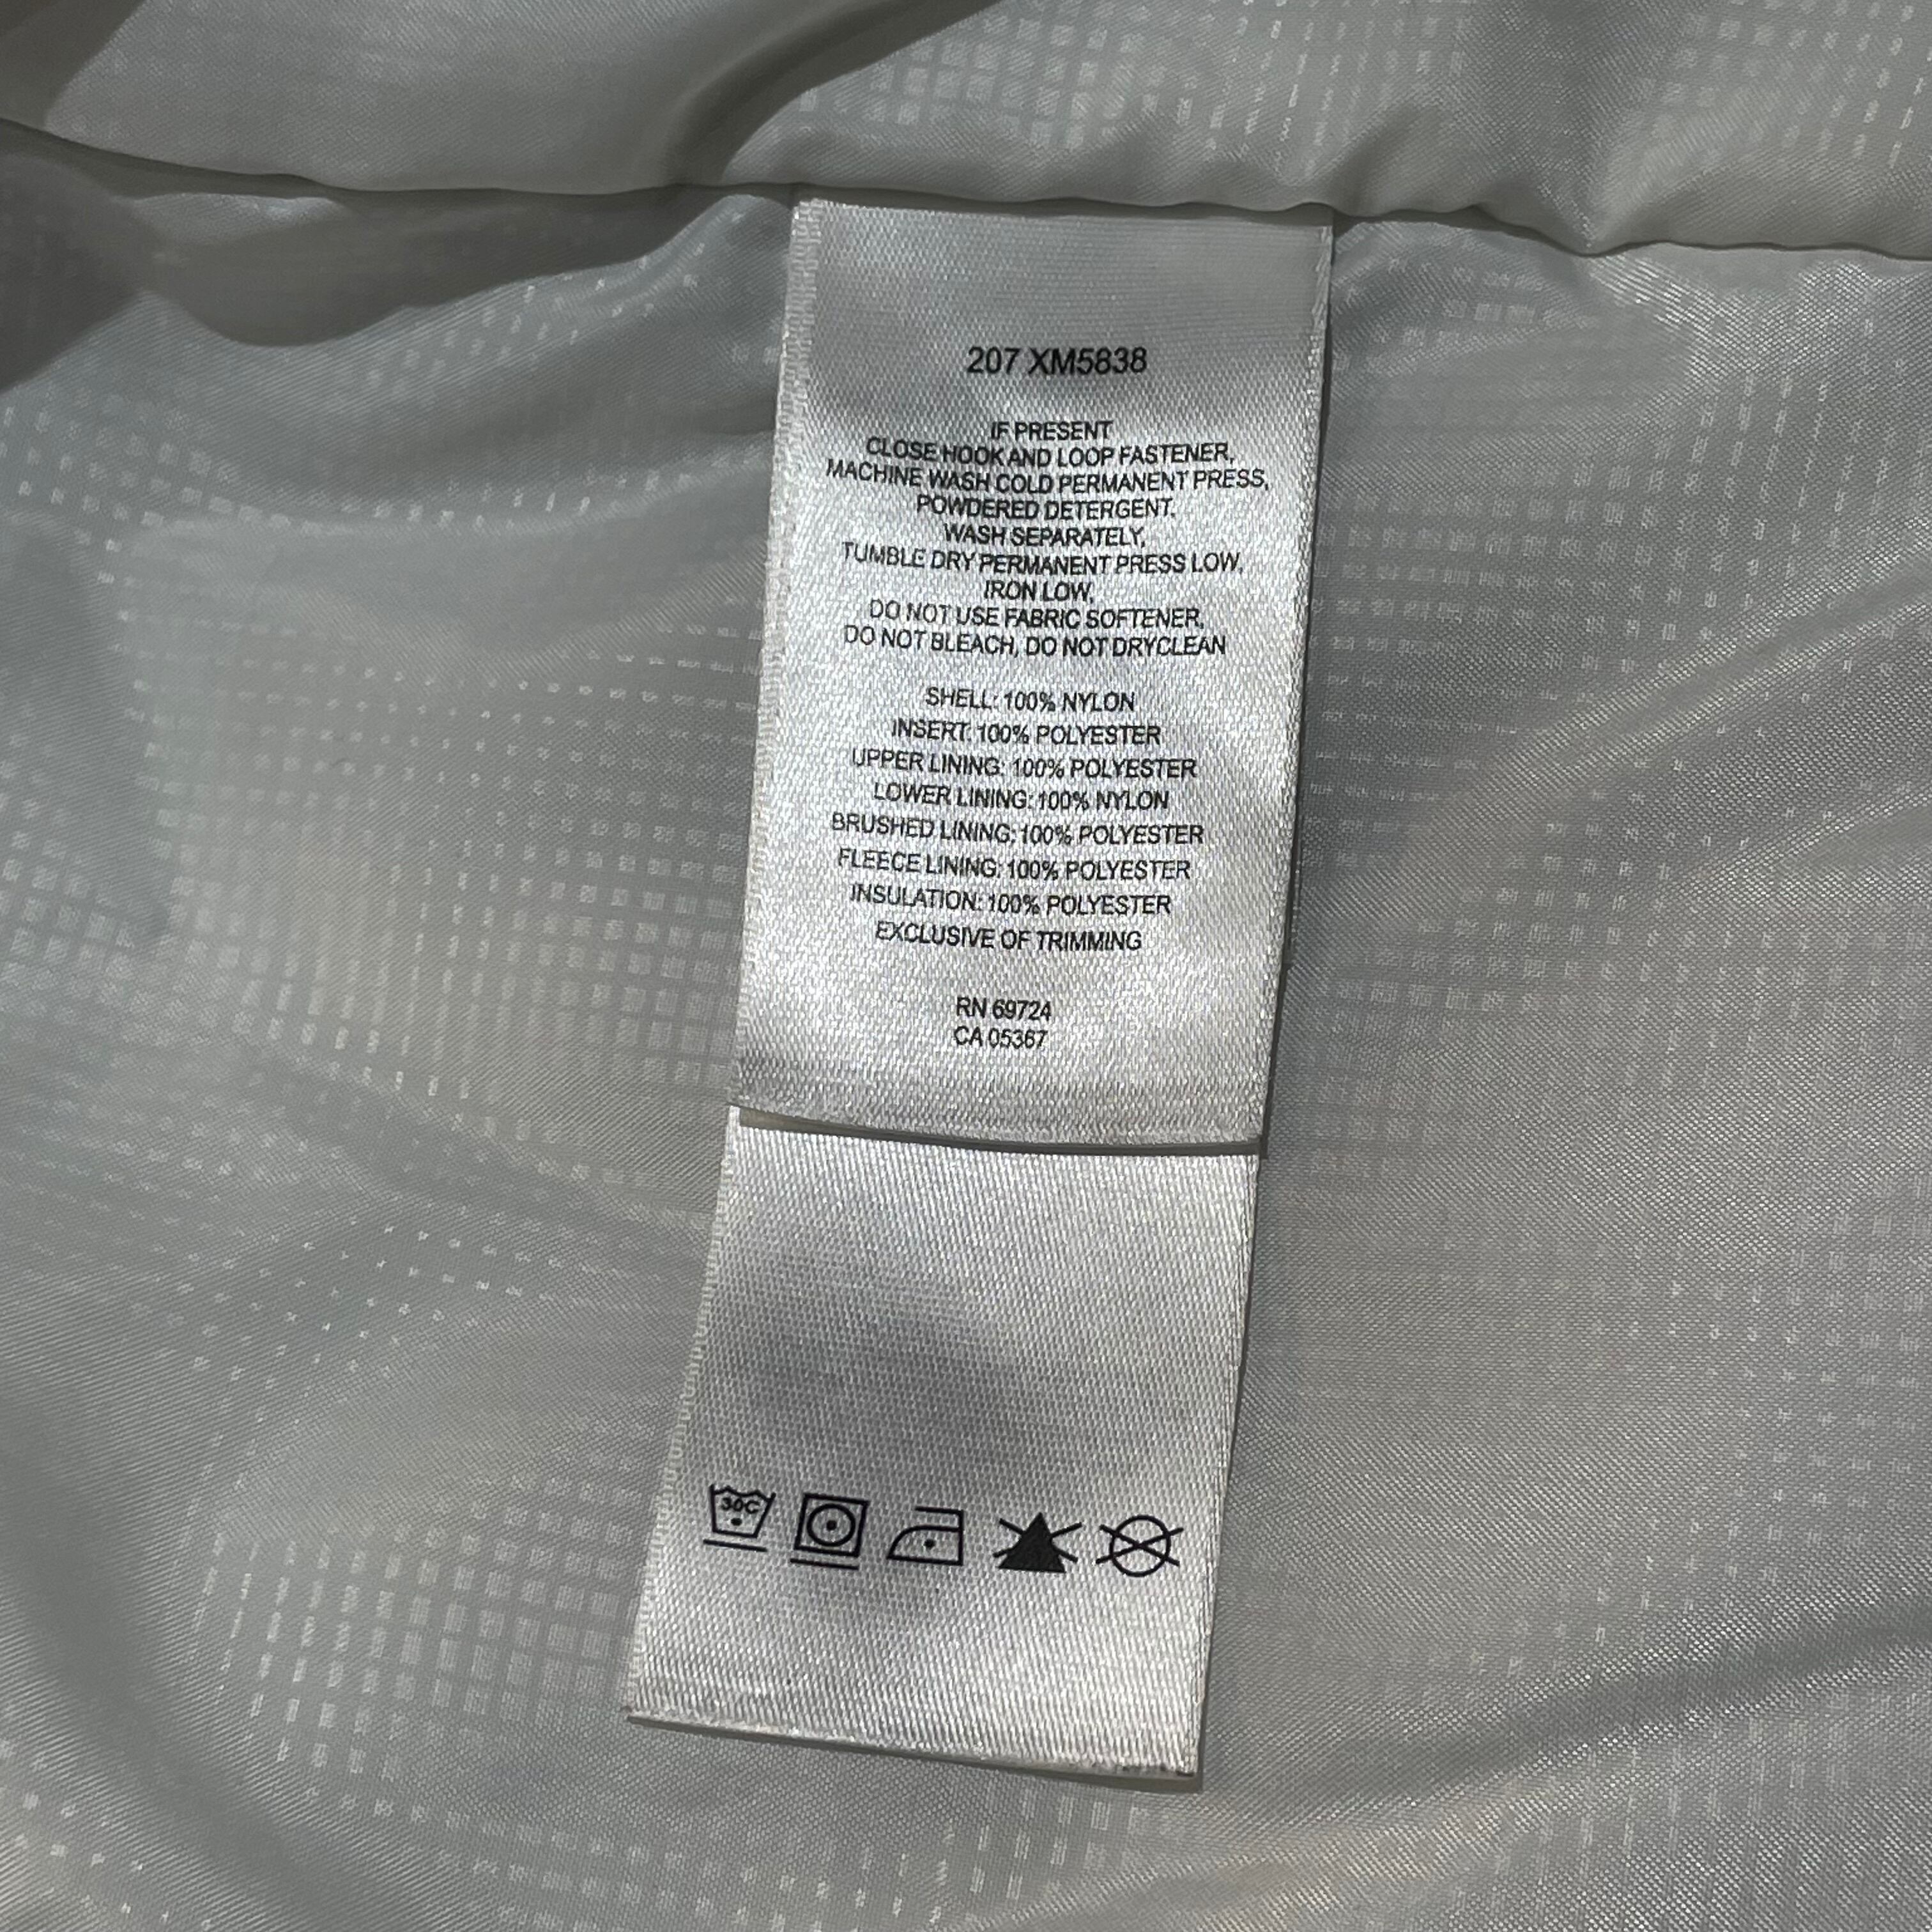 207 XM5838
IF PRESENT
CLOSE HOOK AND LOOP FASTENER,
MACHINE WASH COLD PERMANENT PRESS,
POWDERED DETERGENT.
WASH SEPARATELY,
TUMBLE DRY PERMANENT PRESS LOW,
IRON LOW,
DO NOT USE FABRIC SOFTENER,
DO NOT BLEACH, DO NOT DRYCLEAN
SHELL: 100% NYLON
INSERT: 100% POLYESTER
UPPER LINING: 100% POLYESTER
LOWER LINING: 100% NYLON
BRUSHED LINING: 100% POLYESTER
FLEECE LINING: 100% POLYESTER
INSULATION: 100% POLYESTER
EXCLUSIVE OF TRIMMING
RN 69724
CA 05367
30C